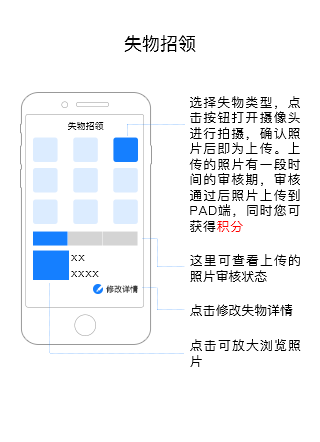 失物招领
失物招领
选择失物类型，点
击按钮打开摄像头
进行拍摄，确认照
片后即为上传。上
传的照片有一段时
间的审核期，审核
通过后照片上传到
PAD端，同时您可
获得积分
XX
XXXX
修改详情
这里可查看上传的
照片审核状态
点击修改失物详情
点击可放大浏览照
片